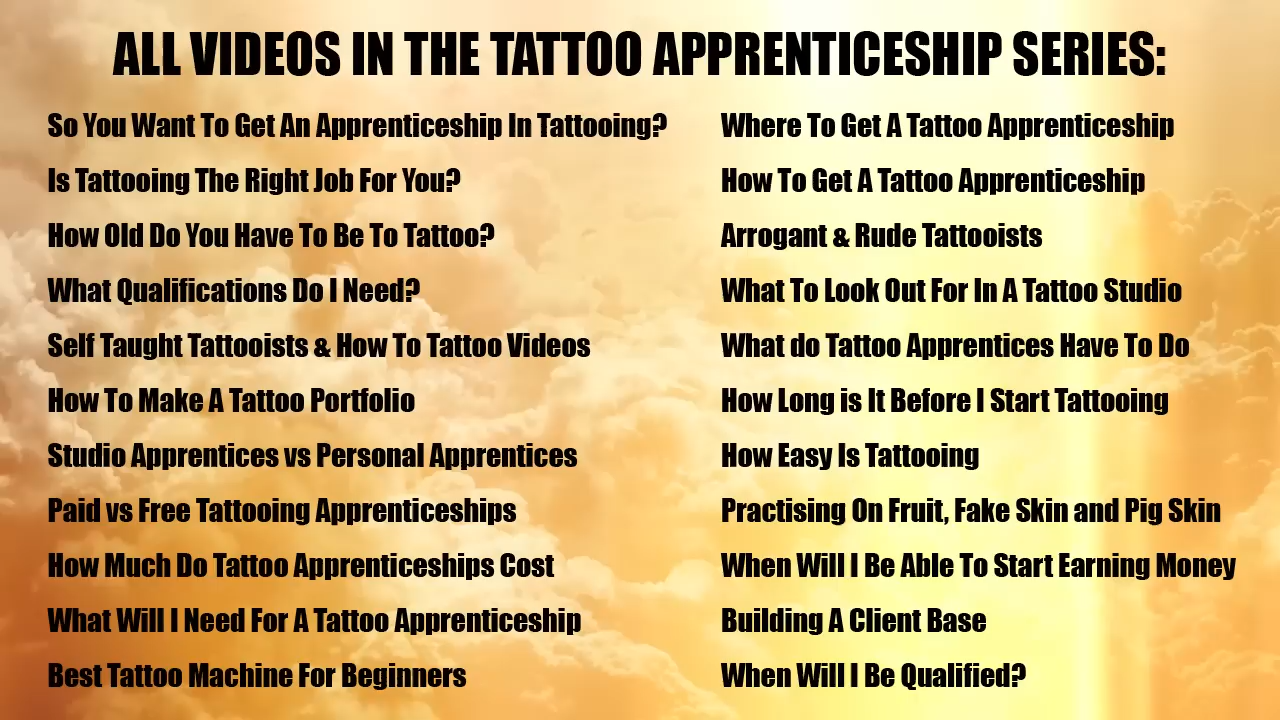 ALL VIDEOS IN THE TATTOO APPRENTICESHIP SERIES:
So You Want To Get An Apprenticeship In Tattooing?
Is Tattooing The Right Job For You?
How Old Do You Have To Be To Tattoo?
What Qualifications Do I Need?
Self Taught Tattooists & How To Tattoo Videos
How To Make A Tattoo Portfolio
Studio Apprentices vs Personal Apprentices
Paid vs Free Tattooing Apprenticeships
How Much Do Tattoo Apprenticeships Cost
What Will I Need For A Tattoo Apprenticeship
Best Tattoo Machine For Beginners
Where To Get A Tattoo Apprenticeship
How To Get A Tattoo Apprenticeship
Arrogant & Rude Tattooists
What To Look Out For In A Tattoo Studio
What do Tattoo Apprentices Have To Do
How Long is It Before I Start Tattooing
How Easy Is Tattooing
Practising On Fruit, Fake Skin and Pig Skin
When Will I Be Able To Start Earning Money
Building A Client Base
When Will I Be Qualified?